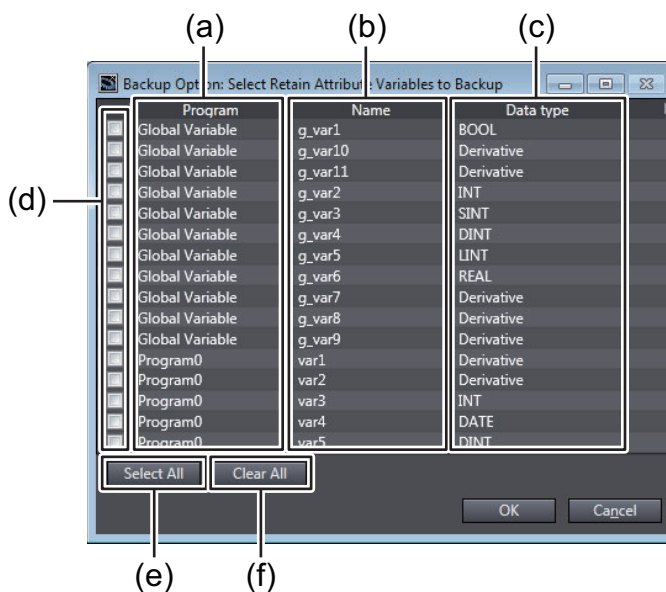 (a) (b) (c)
Backup Option: Select Retain Attribute Variables to Backup
Program Name Data type
Global Variable g_var1 BOOL
Global Variable g_var10 Derivative
Global Variable g_var11 Derivative
(d)
Global Variable g_var2 INT
Global Variable g_var3 SINT
Global Variable g_var4 DINT
Global Variable g_var5 LINT
Global Variable g_var6 REAL
Global Variable g_var7 Derivative
Global Variable g_var8 Derivative
Global Variable g_var9 Derivative
Program0 var1 Derivative
Program0 var2 Derivative
Program0 var3 INT
Program0 var4 DATE
Program0 var5 DINT
Select All Clear All
OK Cancel
(e) (f)